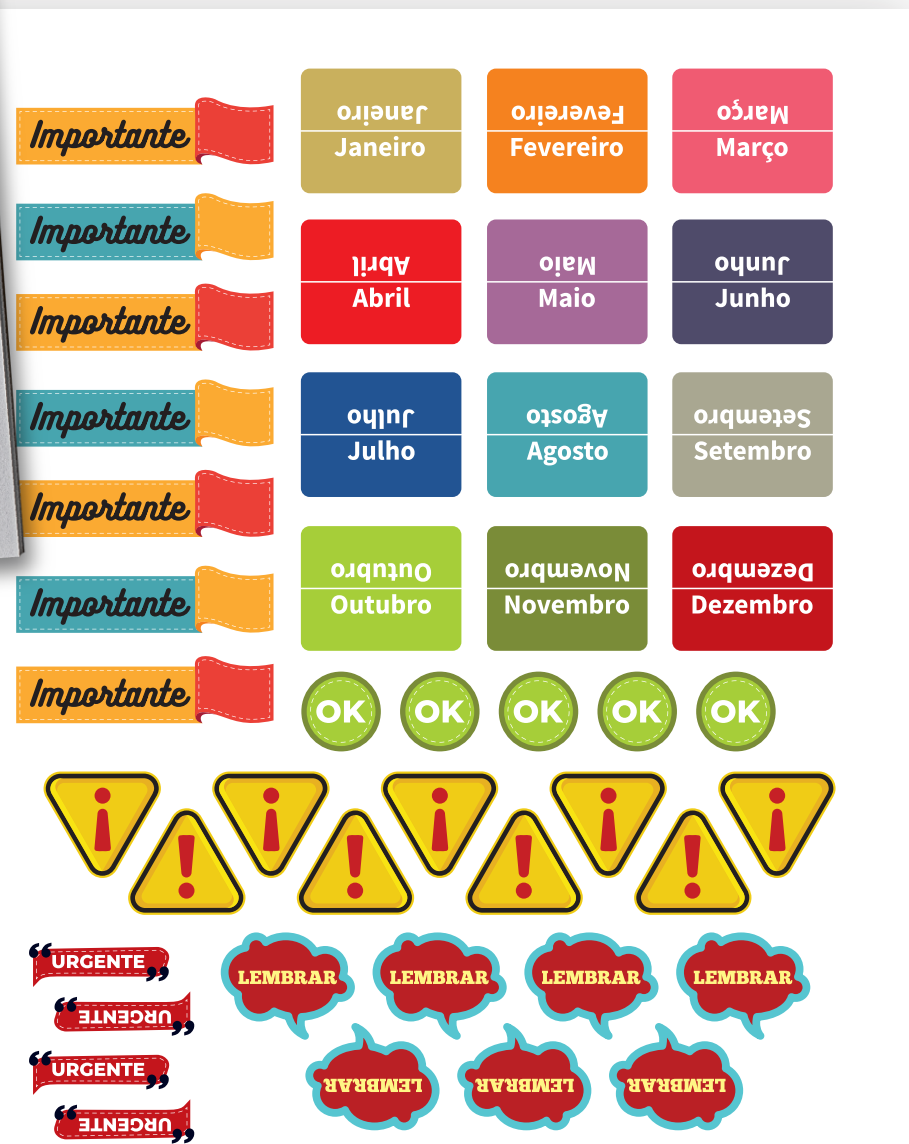 Importante
Importante
Importante
Importante
Importante
Importante
Importante
Janeiro
Janeiro
Fevereiro
Fevereiro
Março
Março
Abril
Abril
Maio
Maio
Junho
Junho
Julho
Julho
Agosto
Agosto
Setembro
Setembro
Outubro
Outubro
Novembro
Novembro
Dezembro
Dezembro
OK OK OK OK OK
! ! ! ! !
! ! ! !
“URGENTE”
“URGENTE”
“URGENTE”
“URGENTE”
LEMBRAR LEMBRAR LEMBRAR LEMBRAR
LEMBRAR LEMBRAR LEMBRAR